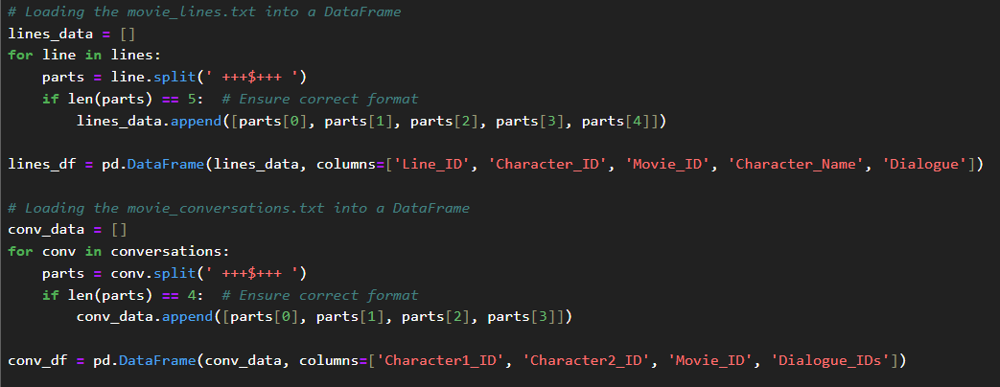 # Loading the movie_lines.txt into a DataFrame
lines_data = []
for line in lines:
    parts = line.split(' +++$+++ ')
    if len(parts) == 5:  # Ensure correct format
        lines_data.append([parts[0], parts[1], parts[2], parts[3], parts[4]])

lines_df = pd.DataFrame(lines_data, columns=['Line_ID', 'Character_ID', 'Movie_ID', 'Character_Name', 'Dialogue'])

# Loading the movie_conversations.txt into a DataFrame
conv_data = []
for conv in conversations:
    parts = conv.split(' +++$+++ ')
    if len(parts) == 4:  # Ensure correct format
        conv_data.append([parts[0], parts[1], parts[2], parts[3]])

conv_df = pd.DataFrame(conv_data, columns=['Character1_ID', 'Character2_ID', 'Movie_ID', 'Dialogue_IDs'])